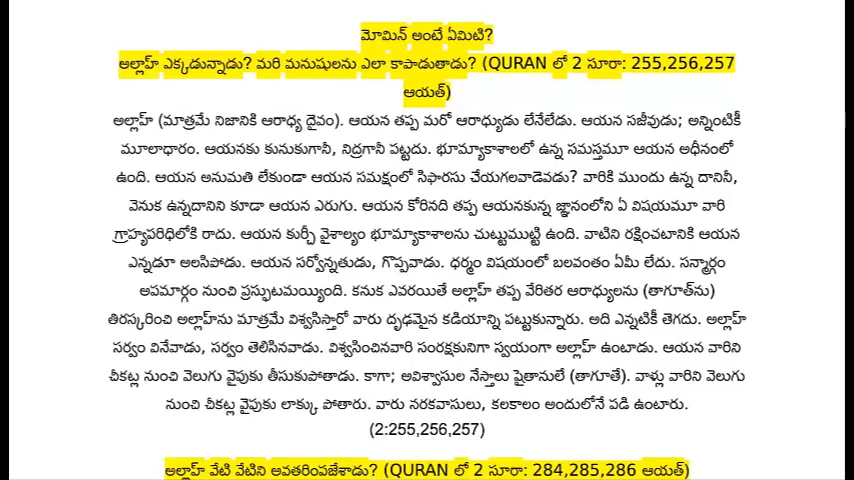 మోమిన్ అంటే ఏమిటి?
అల్లాహ్ ఎక్కడున్నాడు? మరి మనుషులను ఎలా కాపాడుతాడు? (QURAN లో 2 సూరా: 255,256,257
ఆయత్)
అల్లాహ్ (మాత్రమే నిజానికి ఆరాధ్య దైవం). ఆయన తప్ప మరో ఆరాధ్యుడు లేనేలేడు. ఆయన సజీవుడు; అన్నింటికీ
మూలాధారం. ఆయనకు కునుకుగానీ, నిద్రగానీ పట్టదు. భూమ్యాకాశాలలో ఉన్న సమస్తమూ ఆయన అధీనంలో
ఉంది. ఆయన అనుమతి లేకుండా ఆయన సమక్షంలో సిఫారసు చేయగలవాడెవడు? వారికి ముందు ఉన్న దానినీ,
వెనుక ఉన్నదానిని కూడా ఆయన ఎరుగు. ఆయన కోరినది తప్ప ఆయనకున్న జ్ఞానంలోని ఏ విషయమూ వారి
గ్రాహ్యపరిధిలోకి రాదు. ఆయన కుర్చీ వైశాల్యం భూమ్యాకాశాలను చుట్టుముట్టి ఉంది. వాటిని రక్షించటానికి ఆయన
ఎన్నడూ అలసిపోడు. ఆయన సర్వోన్నతుడు, గొప్పవాడు. ధర్మం విషయంలో బలవంతం ఏమీ లేదు. సన్మార్గం
అపమార్గం నుంచి ప్రస్ఫుటమయ్యింది. కనుక ఎవరయితే అల్లాహ్ తప్ప వేరితర ఆరాధ్యులను (తాగూత్‌ను)
తిరస్కరించి అల్లాహ్‌ను మాత్రమే విశ్వసిస్తారో వారు దృఢమైన కడియాన్ని పట్టుకున్నారు. అది ఎన్నటికీ తెగదు. అల్లాహ్
సర్వం వినేవాడు, సర్వం తెలిసినవాడు. విశ్వసించినవారి సంరక్షకునిగా స్వయంగా అల్లాహ్ ఉంటాడు. ఆయన వారిని
చీకట్ల నుంచి వెలుగు వైపుకు తీసుకుపోతాడు. కాగా; అవిశ్వాసుల నేస్తాలు షైతానులే (తాగూతే). వాళ్లు వారిని వెలుగు
నుంచి చీకట్ల వైపుకు లాక్కు పోతారు. వారు నరకవాసులు, కలకాలం అందులోనే పడి ఉంటారు.
(2:255,256,257)
అల్లాహ్ వేటి వేటిని అవతరింపజేశాడు? (QURAN లో 2 సూరా: 284,285,286 ఆయత్)